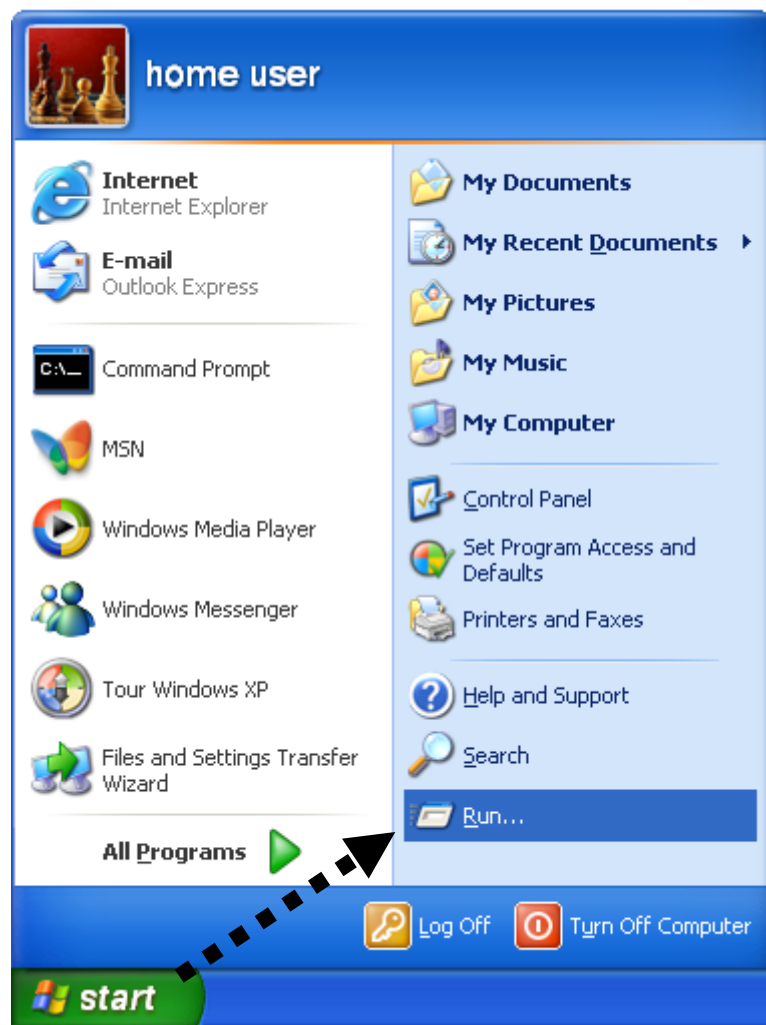 home user
Internet
Internet Explorer
E-mail
Outlook Express
C:\_
Command Prompt
MSN
Windows Media Player
Windows Messenger
Tour Windows XP
Files and Settings Transfer
Wizard
All Programs
My Documents
My Recent Documents
My Pictures
My Music
My Computer
Control Panel
Set Program Access and
Defaults
Printers and Faxes
Help and Support
Search
Run...
Log Off
Turn Off Computer
start